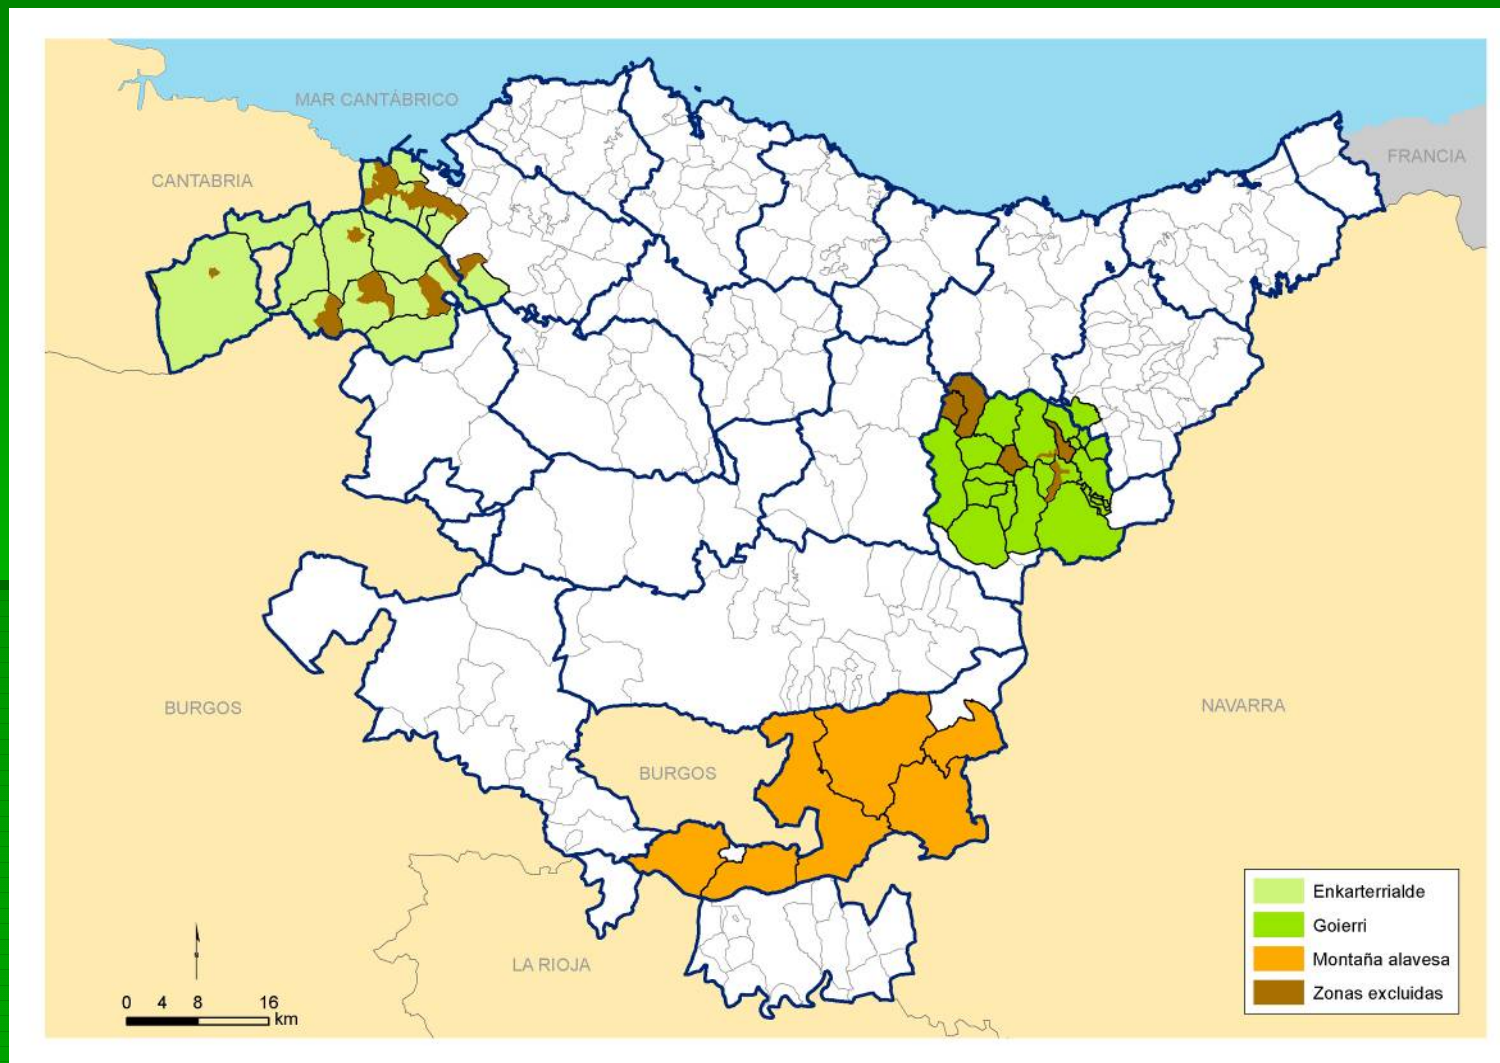 MAR CANTÁBRICO
FRANCIA
CANTABRIA
BURGOS
NAVARRA
BURGOS
LA RIOJA
Enkarterrialde
Goierri
Montaña alavesa
Zonas excluidas
0 4 8 16
km